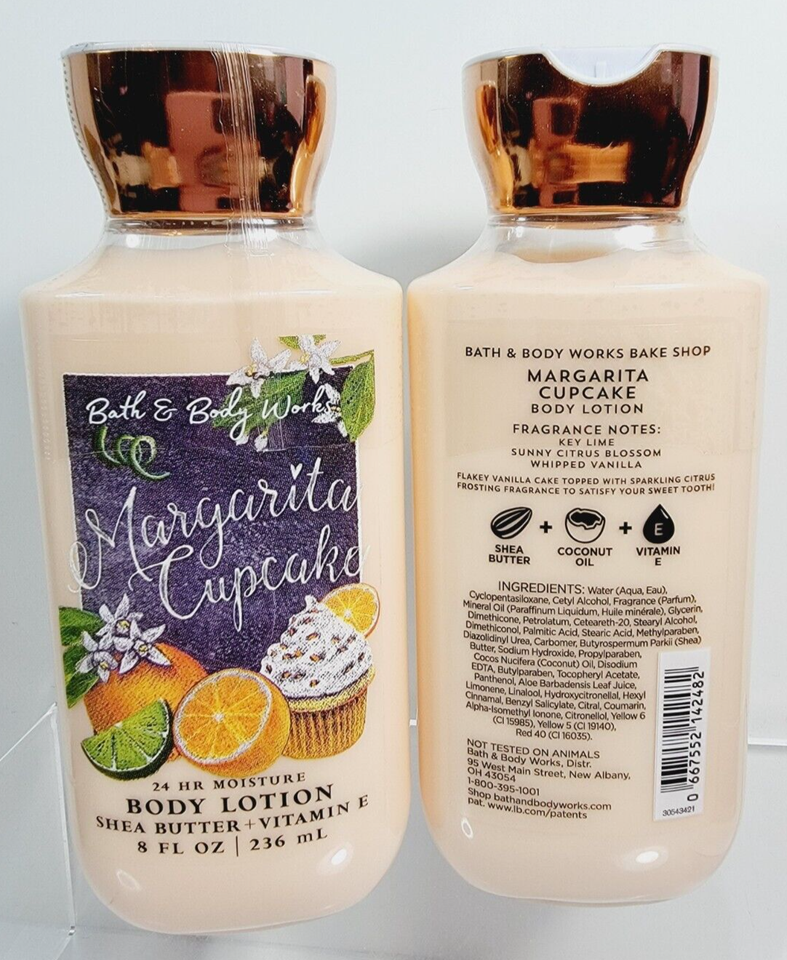 Bath & Body Works
Margarita
Cupcake
24 HR MOISTURE
BODY LOTION
SHEA BUTTER+VITAMIN E
8 FL OZ | 236 mL
BATH & BODY WORKS BAKE SHOP
MARGARITA
CUPCAKE
BODY LOTION
FRAGRANCE NOTES:
KEY LIME
SUNNY CITRUS BLOSSOM
WHIPPED VANILLA
FLAKEY VANILLA CAKE TOPPED WITH SPARKLING CITRUS
FROSTING FRAGRANCE TO SATISFY YOUR SWEET TOOTH!
SHEA BUTTER + COCONUT OIL + E VITAMIN E
INGREDIENTS: Water (Aqua, Eau),
Cyclopentasiloxane, Cetyl Alcohol, Fragrance (Parfum),
Mineral Oil (Paraffinum Liquidum, Huile minérale), Glycerin,
Dimethicone, Petrolatum, Ceteareth-20, Stearyl Alcohol,
Dimethiconol, Palmitic Acid, Stearic Acid, Methylparaben,
Diazolidinyl Urea, Carbomer, Butyrospermum Parkii (Shea)
Butter, Sodium Hydroxide, Propylparaben,
Cocos Nucifera (Coconut) Oil, Disodium
EDTA, Butylparaben, Tocopheryl Acetate,
Panthenol, Aloe Barbadensis Leaf Juice,
Limonene, Linalool, Hydroxycitronellal, Hexyl
Cinnamal, Benzyl Salicylate, Citral, Coumarin,
Alpha-Isomethyl Ionone, Citronellol, Yellow 6
(CI 15985), Yellow 5 (CI 19140),
Red 40 (CI 16035).
NOT TESTED ON ANIMALS
Bath & Body Works, Distr.
95 West Main Street, New Albany,
OH 43054
1-800-395-1001
Shop bathandbodyworks.com
pat. www.lb.com/patents
0 667552 142482
30543421